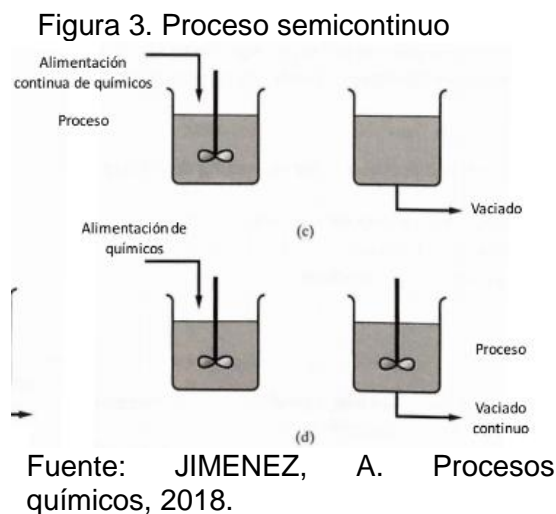 Figura 3. Proceso semicontinuo
Alimentación
continua de químicos
Proceso
Vaciado
(c)
Alimentación de
químicos
Proceso
Vaciado
continuo
(d)
Fuente: JIMENEZ, A. Procesos
químicos, 2018.